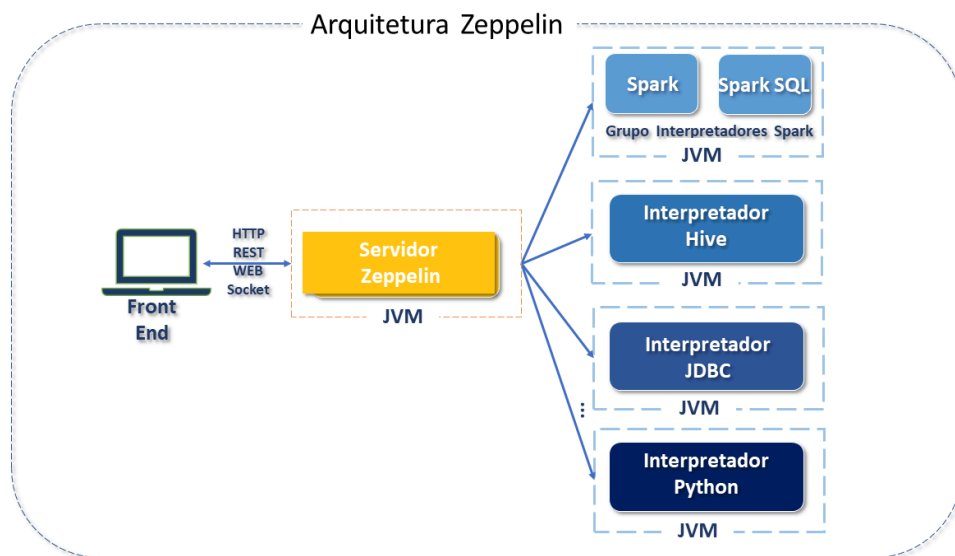 Arquitetura Zeppelin
Spark
Spark SQL
Grupo Interpretadores Spark
JVM
HTTP
REST
WEB
Socket
Front
End
Servidor
Zeppelin
JVM
Interpretador
Hive
JVM
Interpretador
JDBC
JVM
...
Interpretador
Python
JVM